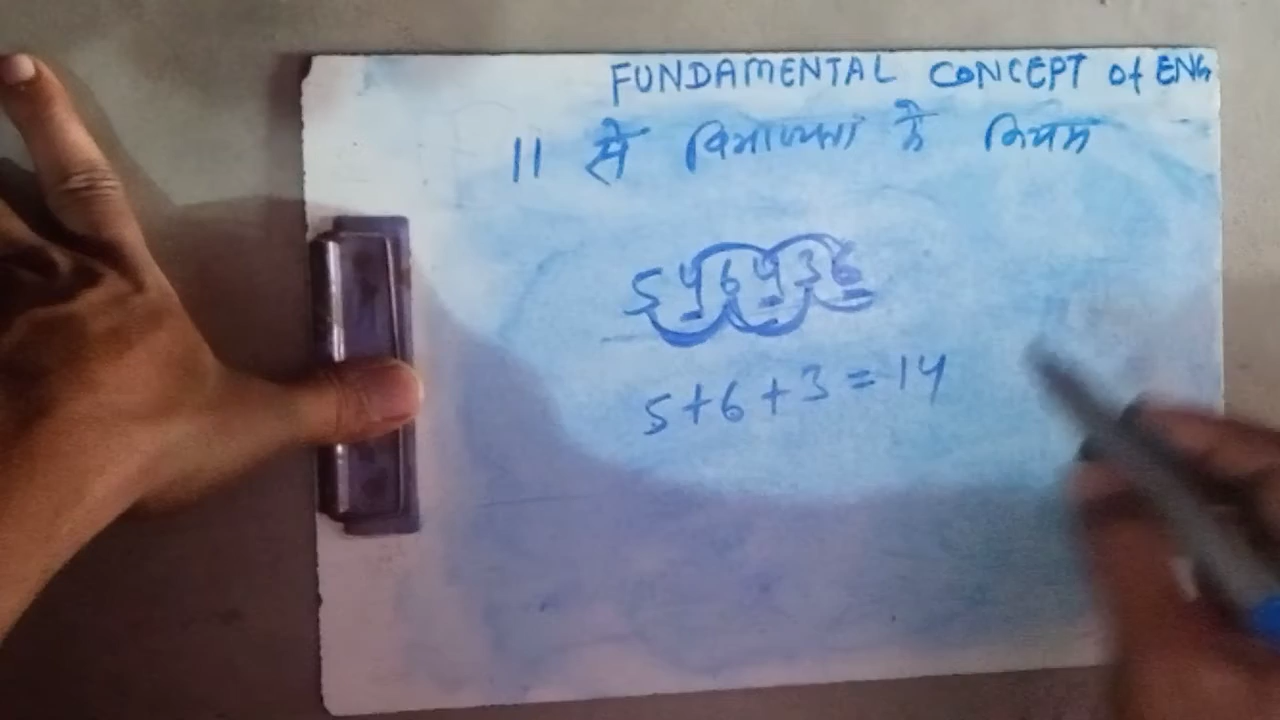 FUNDAMENTAL CONCEPT of ENG
11 से विभाज्यता के नियम
546436
5+6+3=14